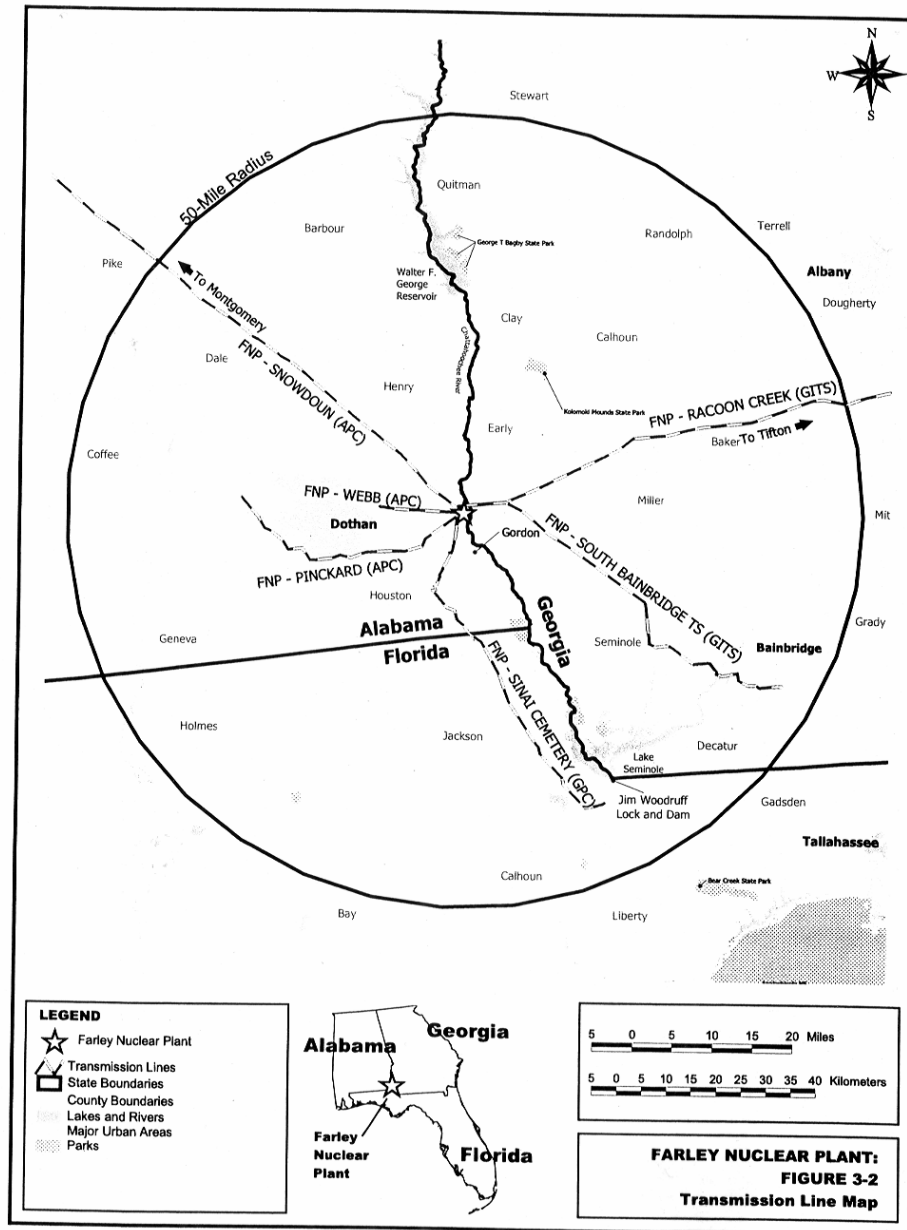 N
W
S
Stewart
50-Mile Radius
Quitman
Barbour
Randolph
Terrell
George T Bagby State Park
Pike
To Montgomery
Walter F.
George
Reservoir
Albany
Dougherty
Clay
Calhoun
Chattahoochee River
Dale
FNP - SNOWDOUN (APC)
Henry
Kolomoki Mounds State Park
FNP - RACOON CREEK (GITS)
Early
Baker
To Tifton
Coffee
FNP - WEBB (APC)
Miller
Dothan
Mit
Gordon
FNP - SOUTH BAINBRIDGE TS (GITS)
FNP - PINCKARD (APC)
Houston
Georgia
Alabama
Florida
Geneva
Grady
Seminole
Bainbridge
FNP - SINAI CEMETERY (GPC)
Holmes
Jackson
Decatur
Lake
Seminole
Jim Woodruff
Lock and Dam
Gadsden
Tallahassee
Calhoun
Bear Creek State Park
Bay
Liberty
LEGEND
Farley Nuclear Plant
Transmission Lines
State Boundaries
County Boundaries
Lakes and Rivers
Major Urban Areas
Parks
Alabama
Georgia
Farley
Nuclear
Plant
Florida
5 0 5 10 15 20 Miles
5 0 5 10 15 20 25 30 35 40 Kilometers
FARLEY NUCLEAR PLANT:
FIGURE 3-2
Transmission Line Map